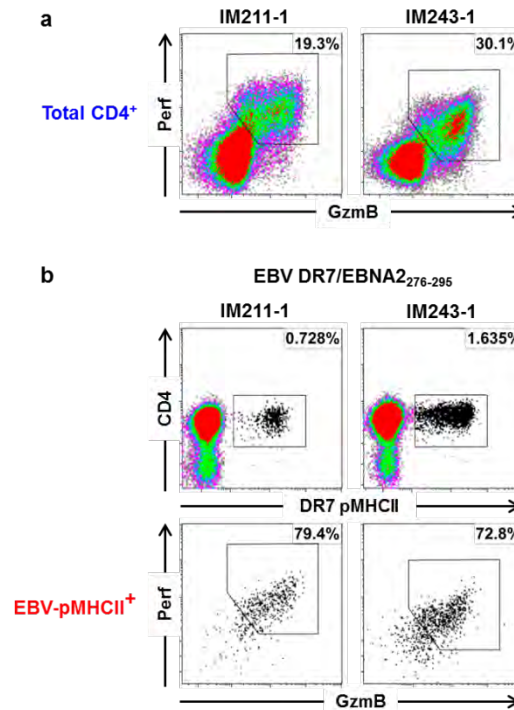 a
IM211-1 IM243-1
19.3% 30.1%
Total CD4⁺
Perf
GzmB
b
EBV DR7/EBNA2₂₇₆₋₂₉₅
IM211-1 IM243-1
0.728% 1.635%
CD4
DR7 pMHCII
79.4% 72.8%
EBV-pMHCII⁺
Perf
GzmB